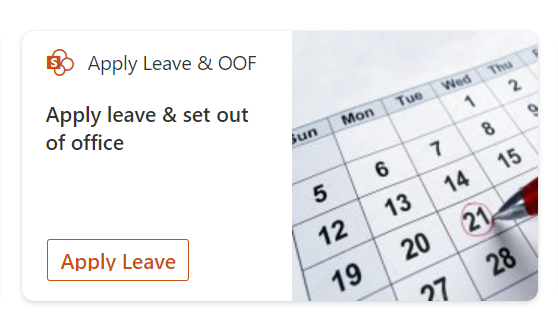 S
Apply Leave & OOF
Apply leave & set out
of office
Apply Leave
Sun Mon Tue Wed Thu
1 2
5 6 7 8 9
12 13 14 15
19 20 21
27 28